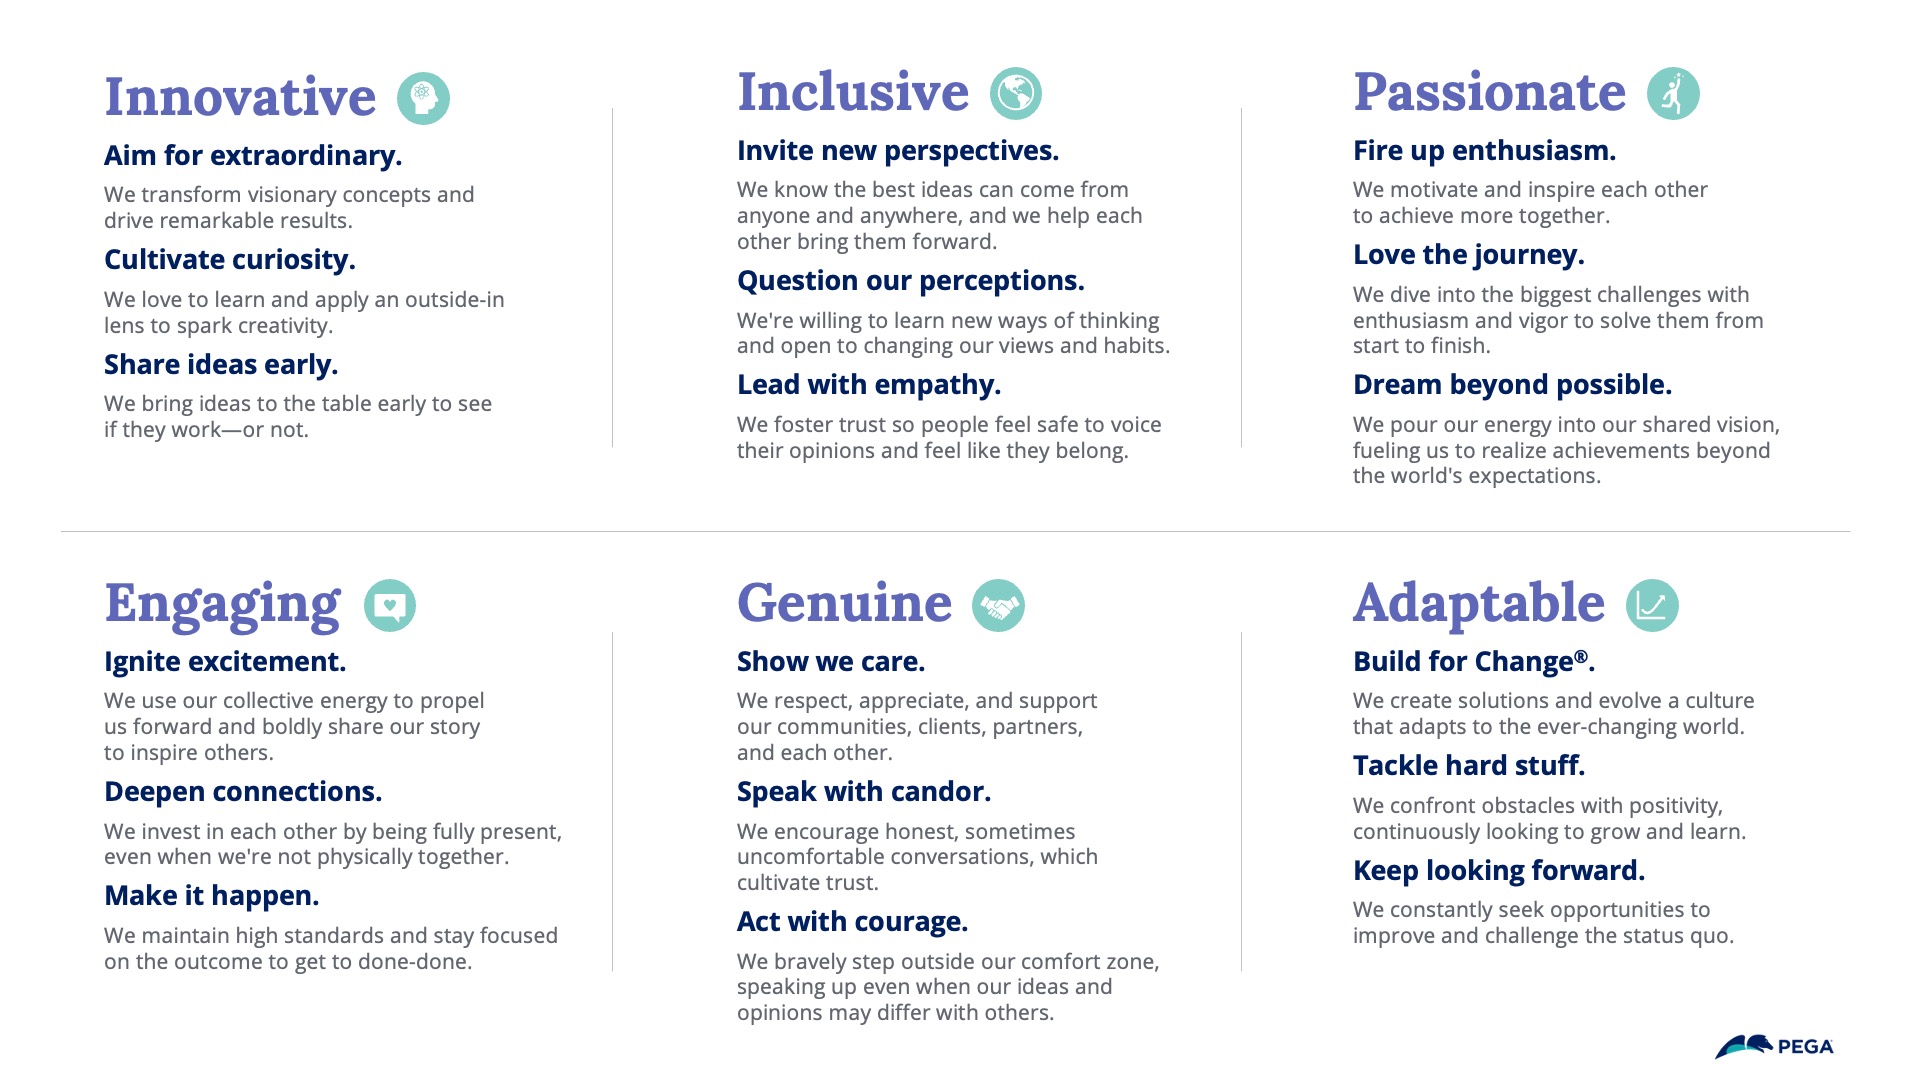 Innovative
Aim for extraordinary.
We transform visionary concepts and
drive remarkable results.
Cultivate curiosity.
We love to learn and apply an outside-in
lens to spark creativity.
Share ideas early.
We bring ideas to the table early to see
if they work—or not.
Inclusive
Invite new perspectives.
We know the best ideas can come from
anyone and anywhere, and we help each
other bring them forward.
Question our perceptions.
We're willing to learn new ways of thinking
and open to changing our views and habits.
Lead with empathy.
We foster trust so people feel safe to voice
their opinions and feel like they belong.
Passionate
Fire up enthusiasm.
We motivate and inspire each other
to achieve more together.
Love the journey.
We dive into the biggest challenges with
enthusiasm and vigor to solve them from
start to finish.
Dream beyond possible.
We pour our energy into our shared vision,
fueling us to realize achievements beyond
the world's expectations.
Engaging
Ignite excitement.
We use our collective energy to propel
us forward and boldly share our story
to inspire others.
Deepen connections.
We invest in each other by being fully present,
even when we're not physically together.
Make it happen.
We maintain high standards and stay focused
on the outcome to get to done-done.
Genuine
Show we care.
We respect, appreciate, and support
our communities, clients, partners,
and each other.
Speak with candor.
We encourage honest, sometimes
uncomfortable conversations, which
cultivate trust.
Act with courage.
We bravely step outside our comfort zone,
speaking up even when our ideas and
opinions may differ with others.
Adaptable
Build for Change®.
We create solutions and evolve a culture
that adapts to the ever-changing world.
Tackle hard stuff.
We confront obstacles with positivity,
continuously looking to grow and learn.
Keep looking forward.
We constantly seek opportunities to
improve and challenge the status quo.
PEGA